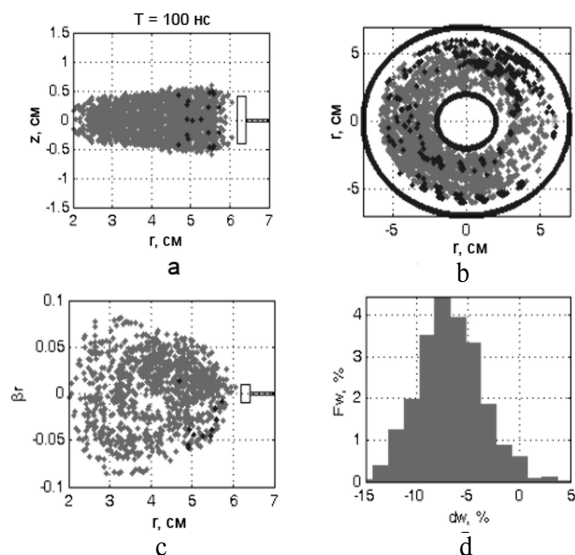 T = 100 нс
1.5
1
0.5
0
-0.5
-1
-1.5
z, см
2 3 4 5 6 7
r, см
a
5
0
-5
r, см
-5 0 5
r, см
b
0.1
0.05
0
-0.05
-0.1
βr
2 3 4 5 6 7
r, см
c
4
3
2
1
0
Fw, %
-15 -10 -5 0 5
dw, %
d